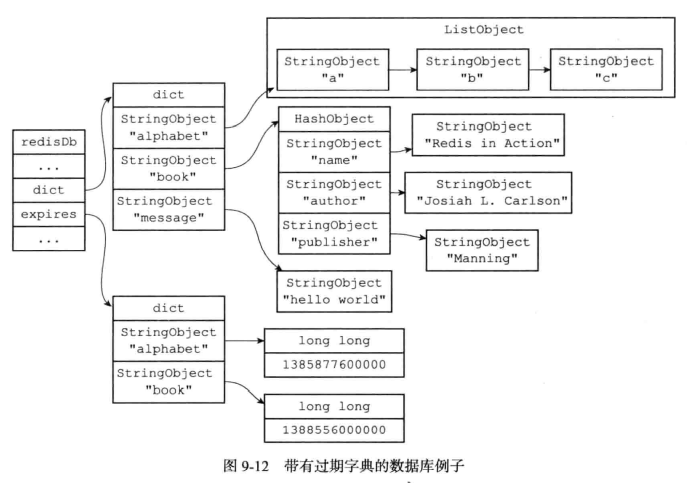 redisDb
...
dict
expires
...
dict
StringObject
"alphabet"
StringObject
"book"
StringObject
"message"
ListObject
StringObject
"a"
StringObject
"b"
StringObject
"c"
HashObject
StringObject
"name"
StringObject
"author"
StringObject
"publisher"
StringObject
"Redis in Action"
StringObject
"Josiah L. Carlson"
StringObject
"Manning"
StringObject
"hello world"
dict
StringObject
"alphabet"
StringObject
"book"
long long
1385877600000
long long
1388556000000
图 9-12 带有过期字典的数据库例子